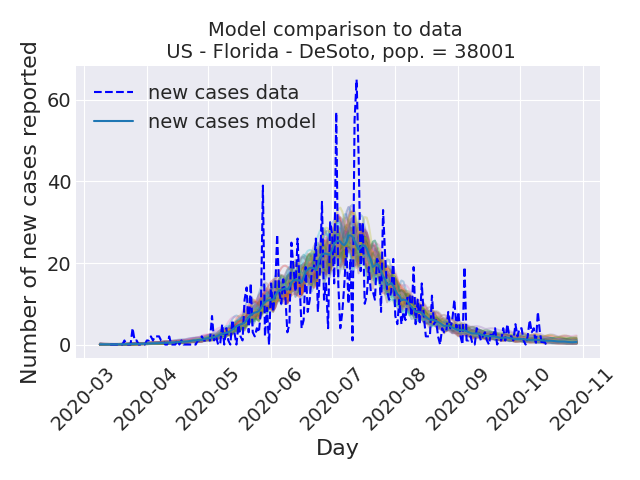 Model comparison to data
US - Florida - DeSoto, pop. = 38001
Number of new cases reported
60
40
20
0
new cases data
new cases model
2020-03
2020-04
2020-05
2020-06
2020-07
2020-08
2020-09
2020-10
2020-11
Day